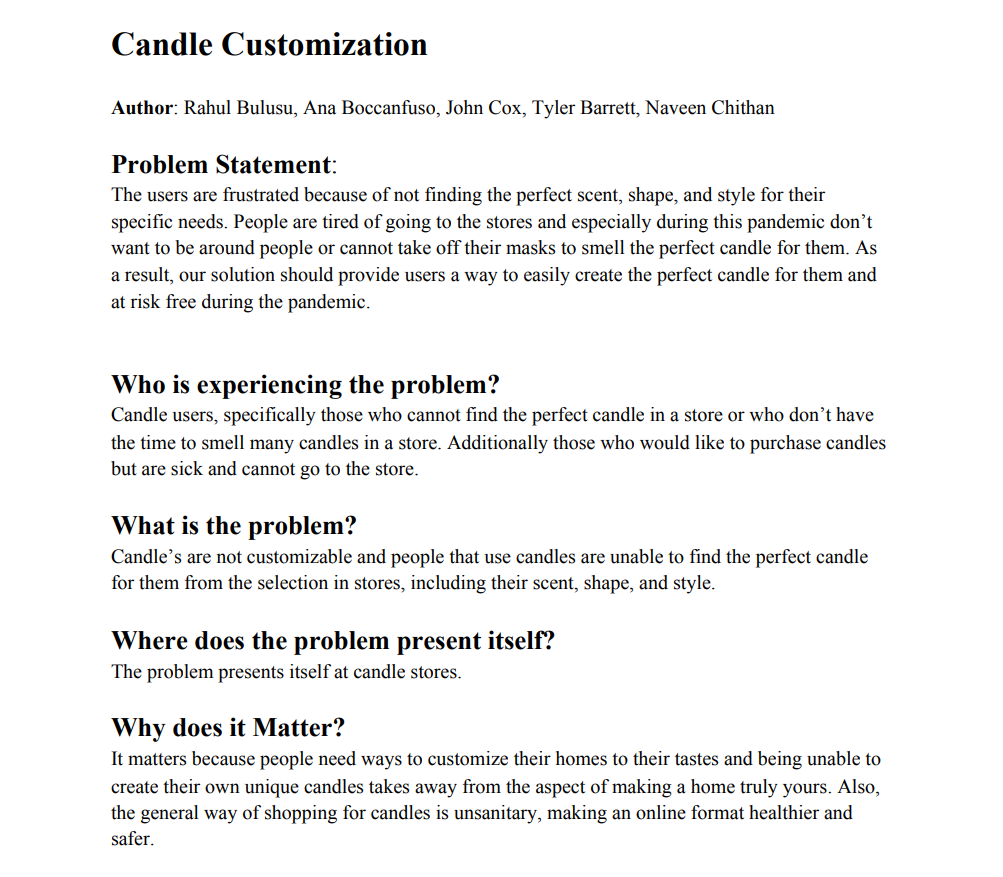 Candle Customization
Author: Rahul Bulusu, Ana Boccanfuso, John Cox, Tyler Barrett, Naveen Chithan
Problem Statement:
The users are frustrated because of not finding the perfect scent, shape, and style for their
specific needs. People are tired of going to the stores and especially during this pandemic don’t
want to be around people or cannot take off their masks to smell the perfect candle for them. As
a result, our solution should provide users a way to easily create the perfect candle for them and
at risk free during the pandemic.
Who is experiencing the problem?
Candle users, specifically those who cannot find the perfect candle in a store or who don’t have
the time to smell many candles in a store. Additionally those who would like to purchase candles
but are sick and cannot go to the store.
What is the problem?
Candle’s are not customizable and people that use candles are unable to find the perfect candle
for them from the selection in stores, including their scent, shape, and style.
Where does the problem present itself?
The problem presents itself at candle stores.
Why does it Matter?
It matters because people need ways to customize their homes to their tastes and being unable to
create their own unique candles takes away from the aspect of making a home truly yours. Also,
the general way of shopping for candles is unsanitary, making an online format healthier and
safer.